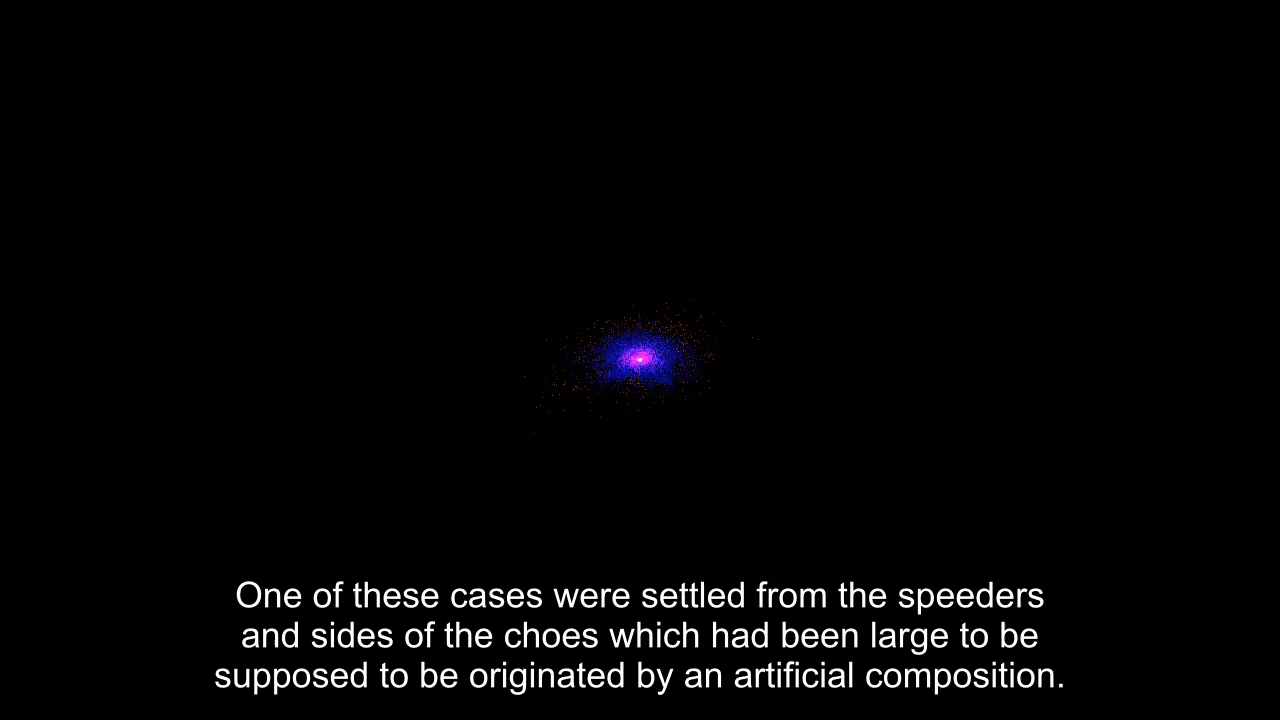 One of these cases were settled from the speeders
and sides of the choes which had been large to be
supposed to be originated by an artificial composition.